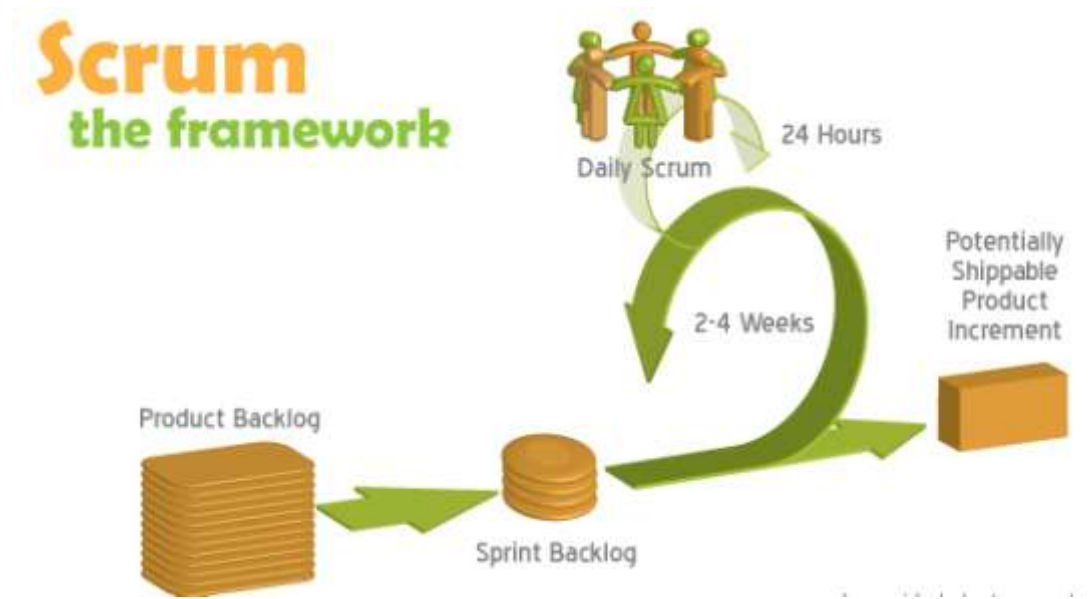 Scrum
the framework
24 Hours
Daily Scrum
Potentially
Shippable
Product
Increment
2-4 Weeks
Product Backlog
Sprint Backlog